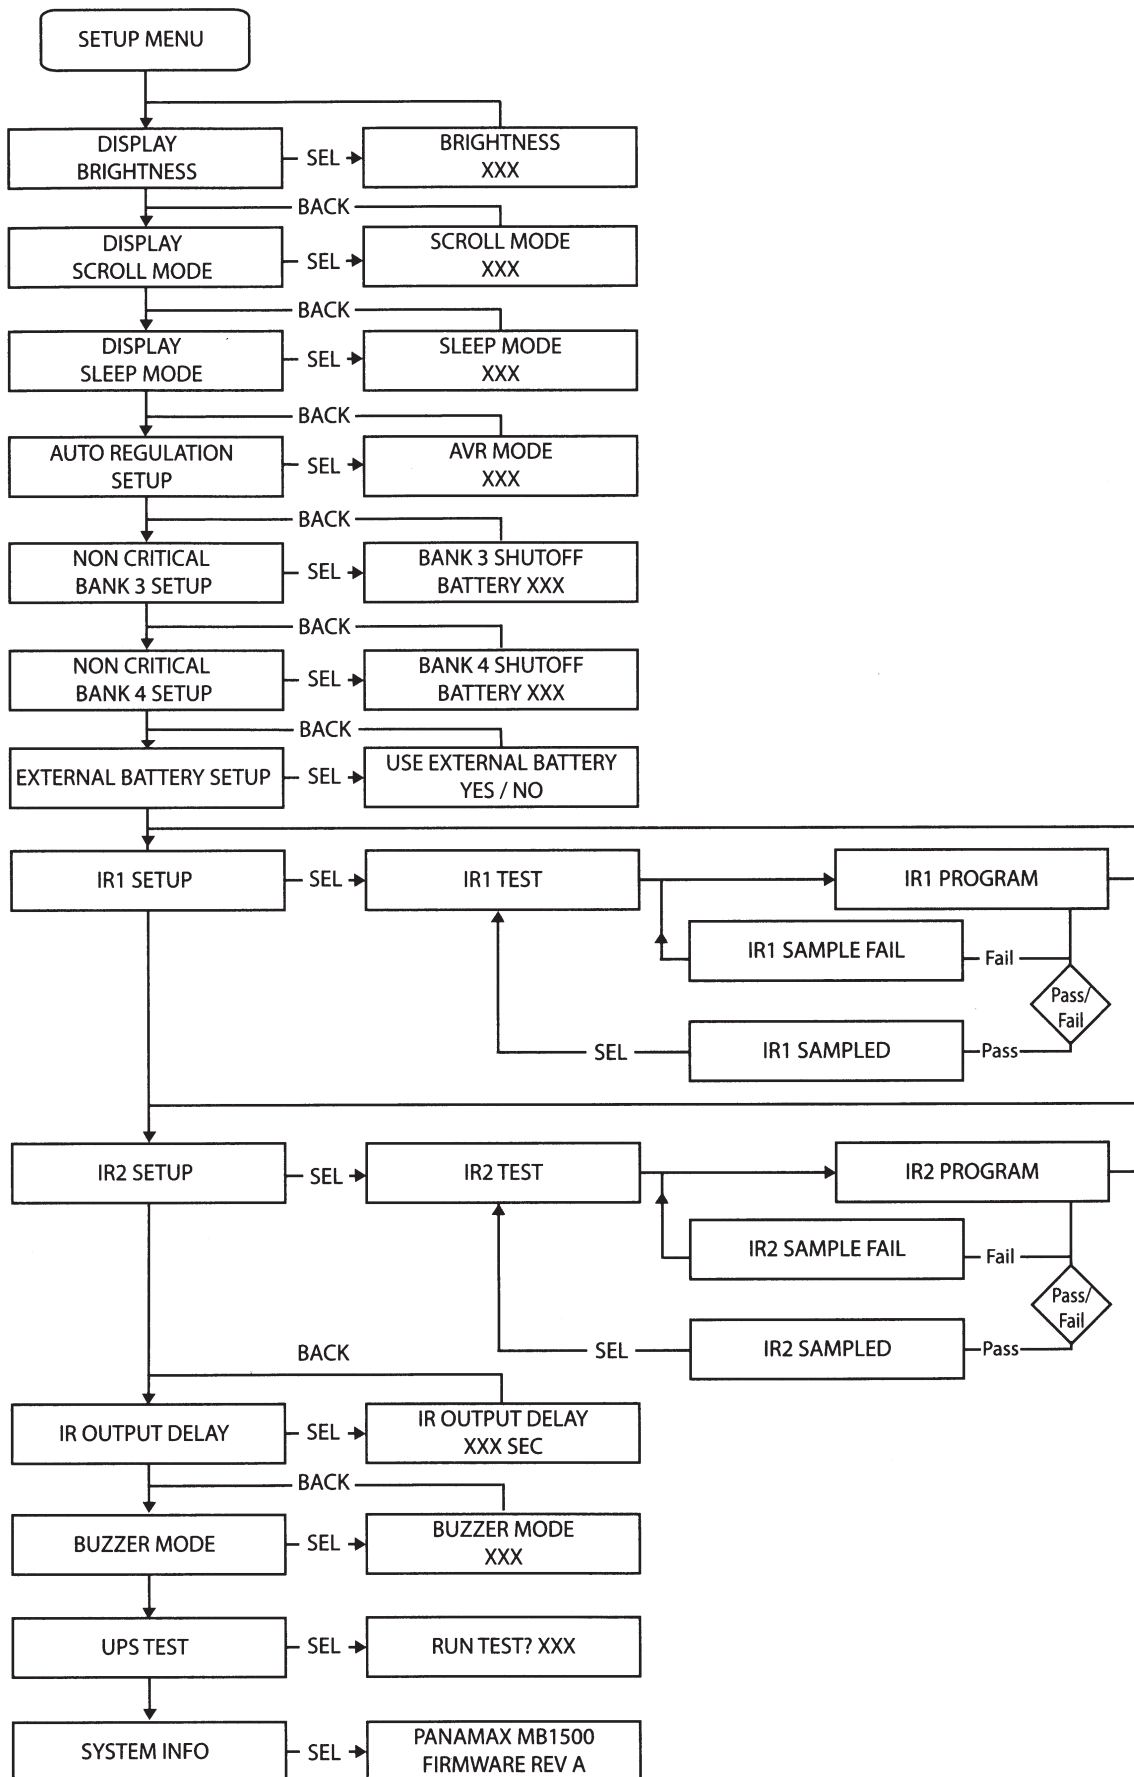 SETUP MENU
DISPLAY
BRIGHTNESS
SEL
BRIGHTNESS
XXX
BACK
DISPLAY
SCROLL MODE
SEL
SCROLL MODE
XXX
BACK
DISPLAY
SLEEP MODE
SEL
SLEEP MODE
XXX
BACK
AUTO REGULATION
SETUP
SEL
AVR MODE
XXX
BACK
NON CRITICAL
BANK 3 SETUP
SEL
BANK 3 SHUTOFF
BATTERY XXX
BACK
NON CRITICAL
BANK 4 SETUP
SEL
BANK 4 SHUTOFF
BATTERY XXX
BACK
EXTERNAL BATTERY SETUP
SEL
USE EXTERNAL BATTERY
YES / NO
IR1 SETUP
SEL
IR1 TEST
IR1 PROGRAM
IR1 SAMPLE FAIL
Fail
Pass/
Fail
SEL
IR1 SAMPLED
Pass
IR2 SETUP
SEL
IR2 TEST
IR2 PROGRAM
IR2 SAMPLE FAIL
Fail
Pass/
Fail
SEL
IR2 SAMPLED
Pass
BACK
IR OUTPUT DELAY
SEL
IR OUTPUT DELAY
XXX SEC
BACK
BUZZER MODE
SEL
BUZZER MODE
XXX
UPS TEST
SEL
RUN TEST? XXX
SYSTEM INFO
SEL
PANAMAX MB1500
FIRMWARE REV A